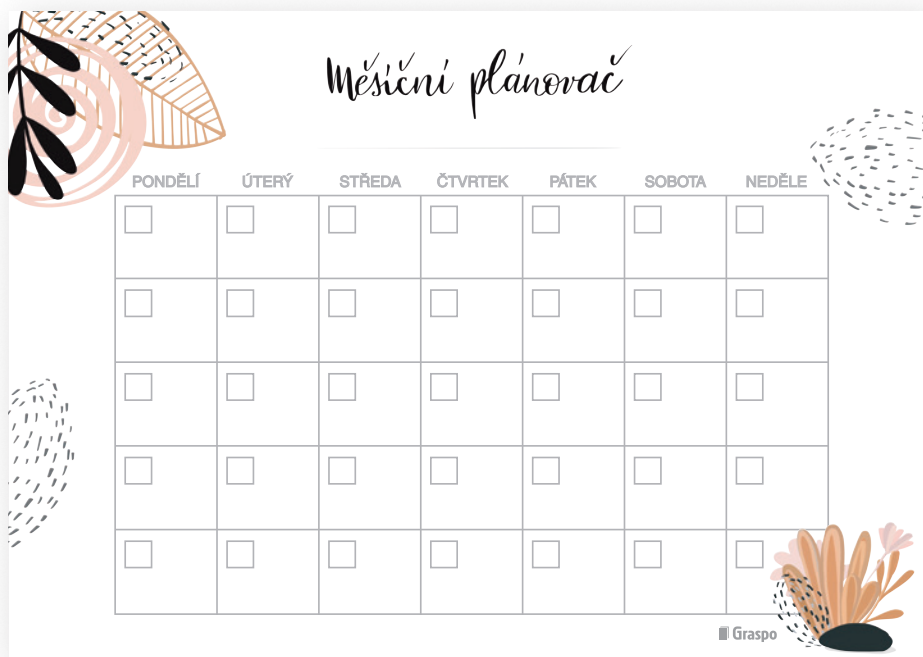 Měsíční plánovač
PONDĚLÍ ÚTERÝ STŘEDA ČTVRTEK PÁTEK SOBOTA NEDĚLE
Graspo